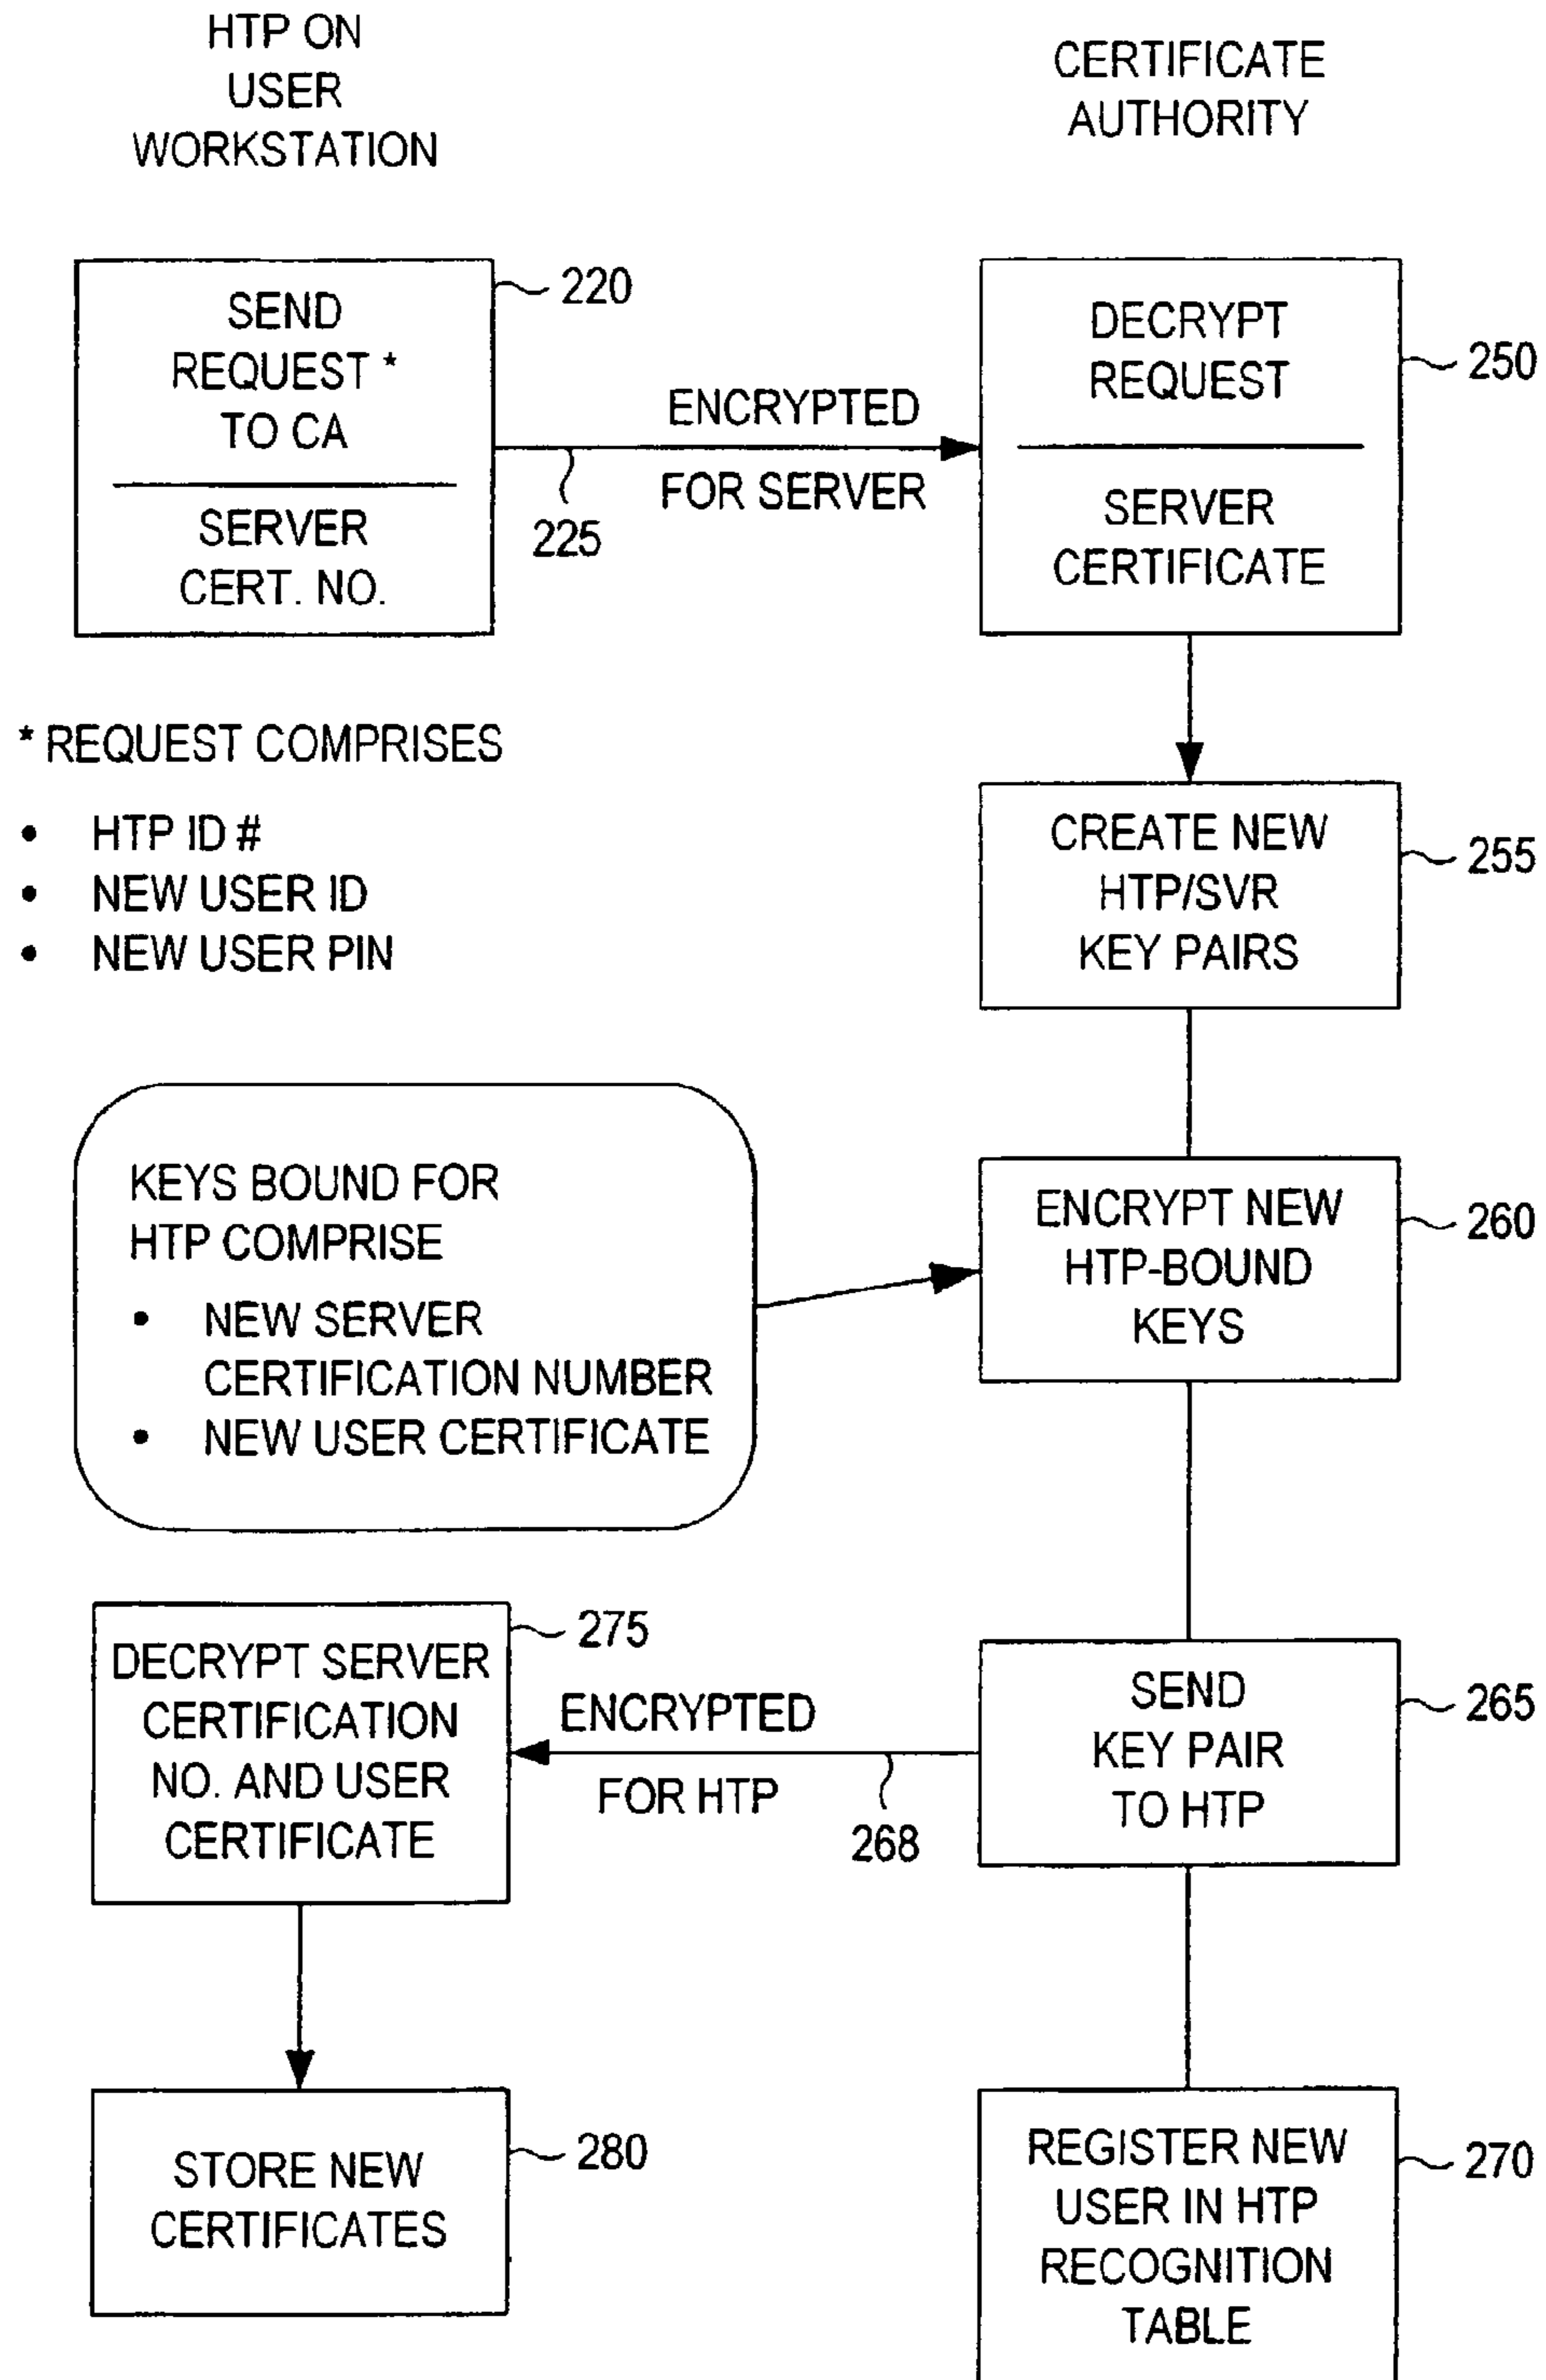 HTP ON
USER
WORKSTATION
CERTIFICATE
AUTHORITY
SEND
REQUEST *
TO CA
SERVER
CERT. NO.
220
ENCRYPTED
FOR SERVER
225
DECRYPT
REQUEST
SERVER
CERTIFICATE
250
* REQUEST COMPRISES
• HTP ID #
• NEW USER ID
• NEW USER PIN
CREATE NEW
HTP/SVR
KEY PAIRS
255
KEYS BOUND FOR
HTP COMPRISE
• NEW SERVER
CERTIFICATION NUMBER
• NEW USER CERTIFICATE
ENCRYPT NEW
HTP-BOUND
KEYS
260
DECRYPT SERVER
CERTIFICATION
NO. AND USER
CERTIFICATE
275
ENCRYPTED
FOR HTP
268
SEND
KEY PAIR
TO HTP
265
STORE NEW
CERTIFICATES
280
REGISTER NEW
USER IN HTP
RECOGNITION
TABLE
270